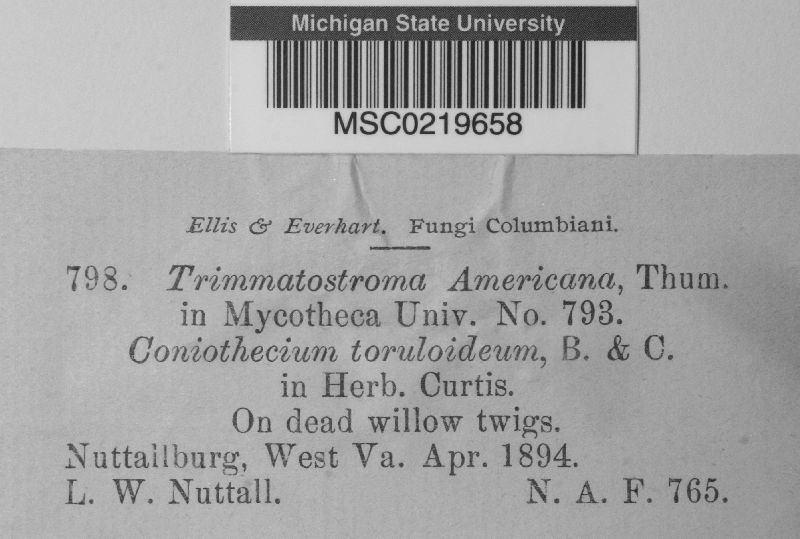 Michigan State University
MSC0219658
Ellis & Everhart. Fungi Columbiani.
798. Trimmatostroma Americana, Thum.
in Mycotheca Univ. No. 793.
Coniothecium toruloideum, B. & C.
in Herb. Curtis.
On dead willow twigs.
Nuttallburg, West Va. Apr. 1894.
L. W. Nuttall. N. A. F. 765.